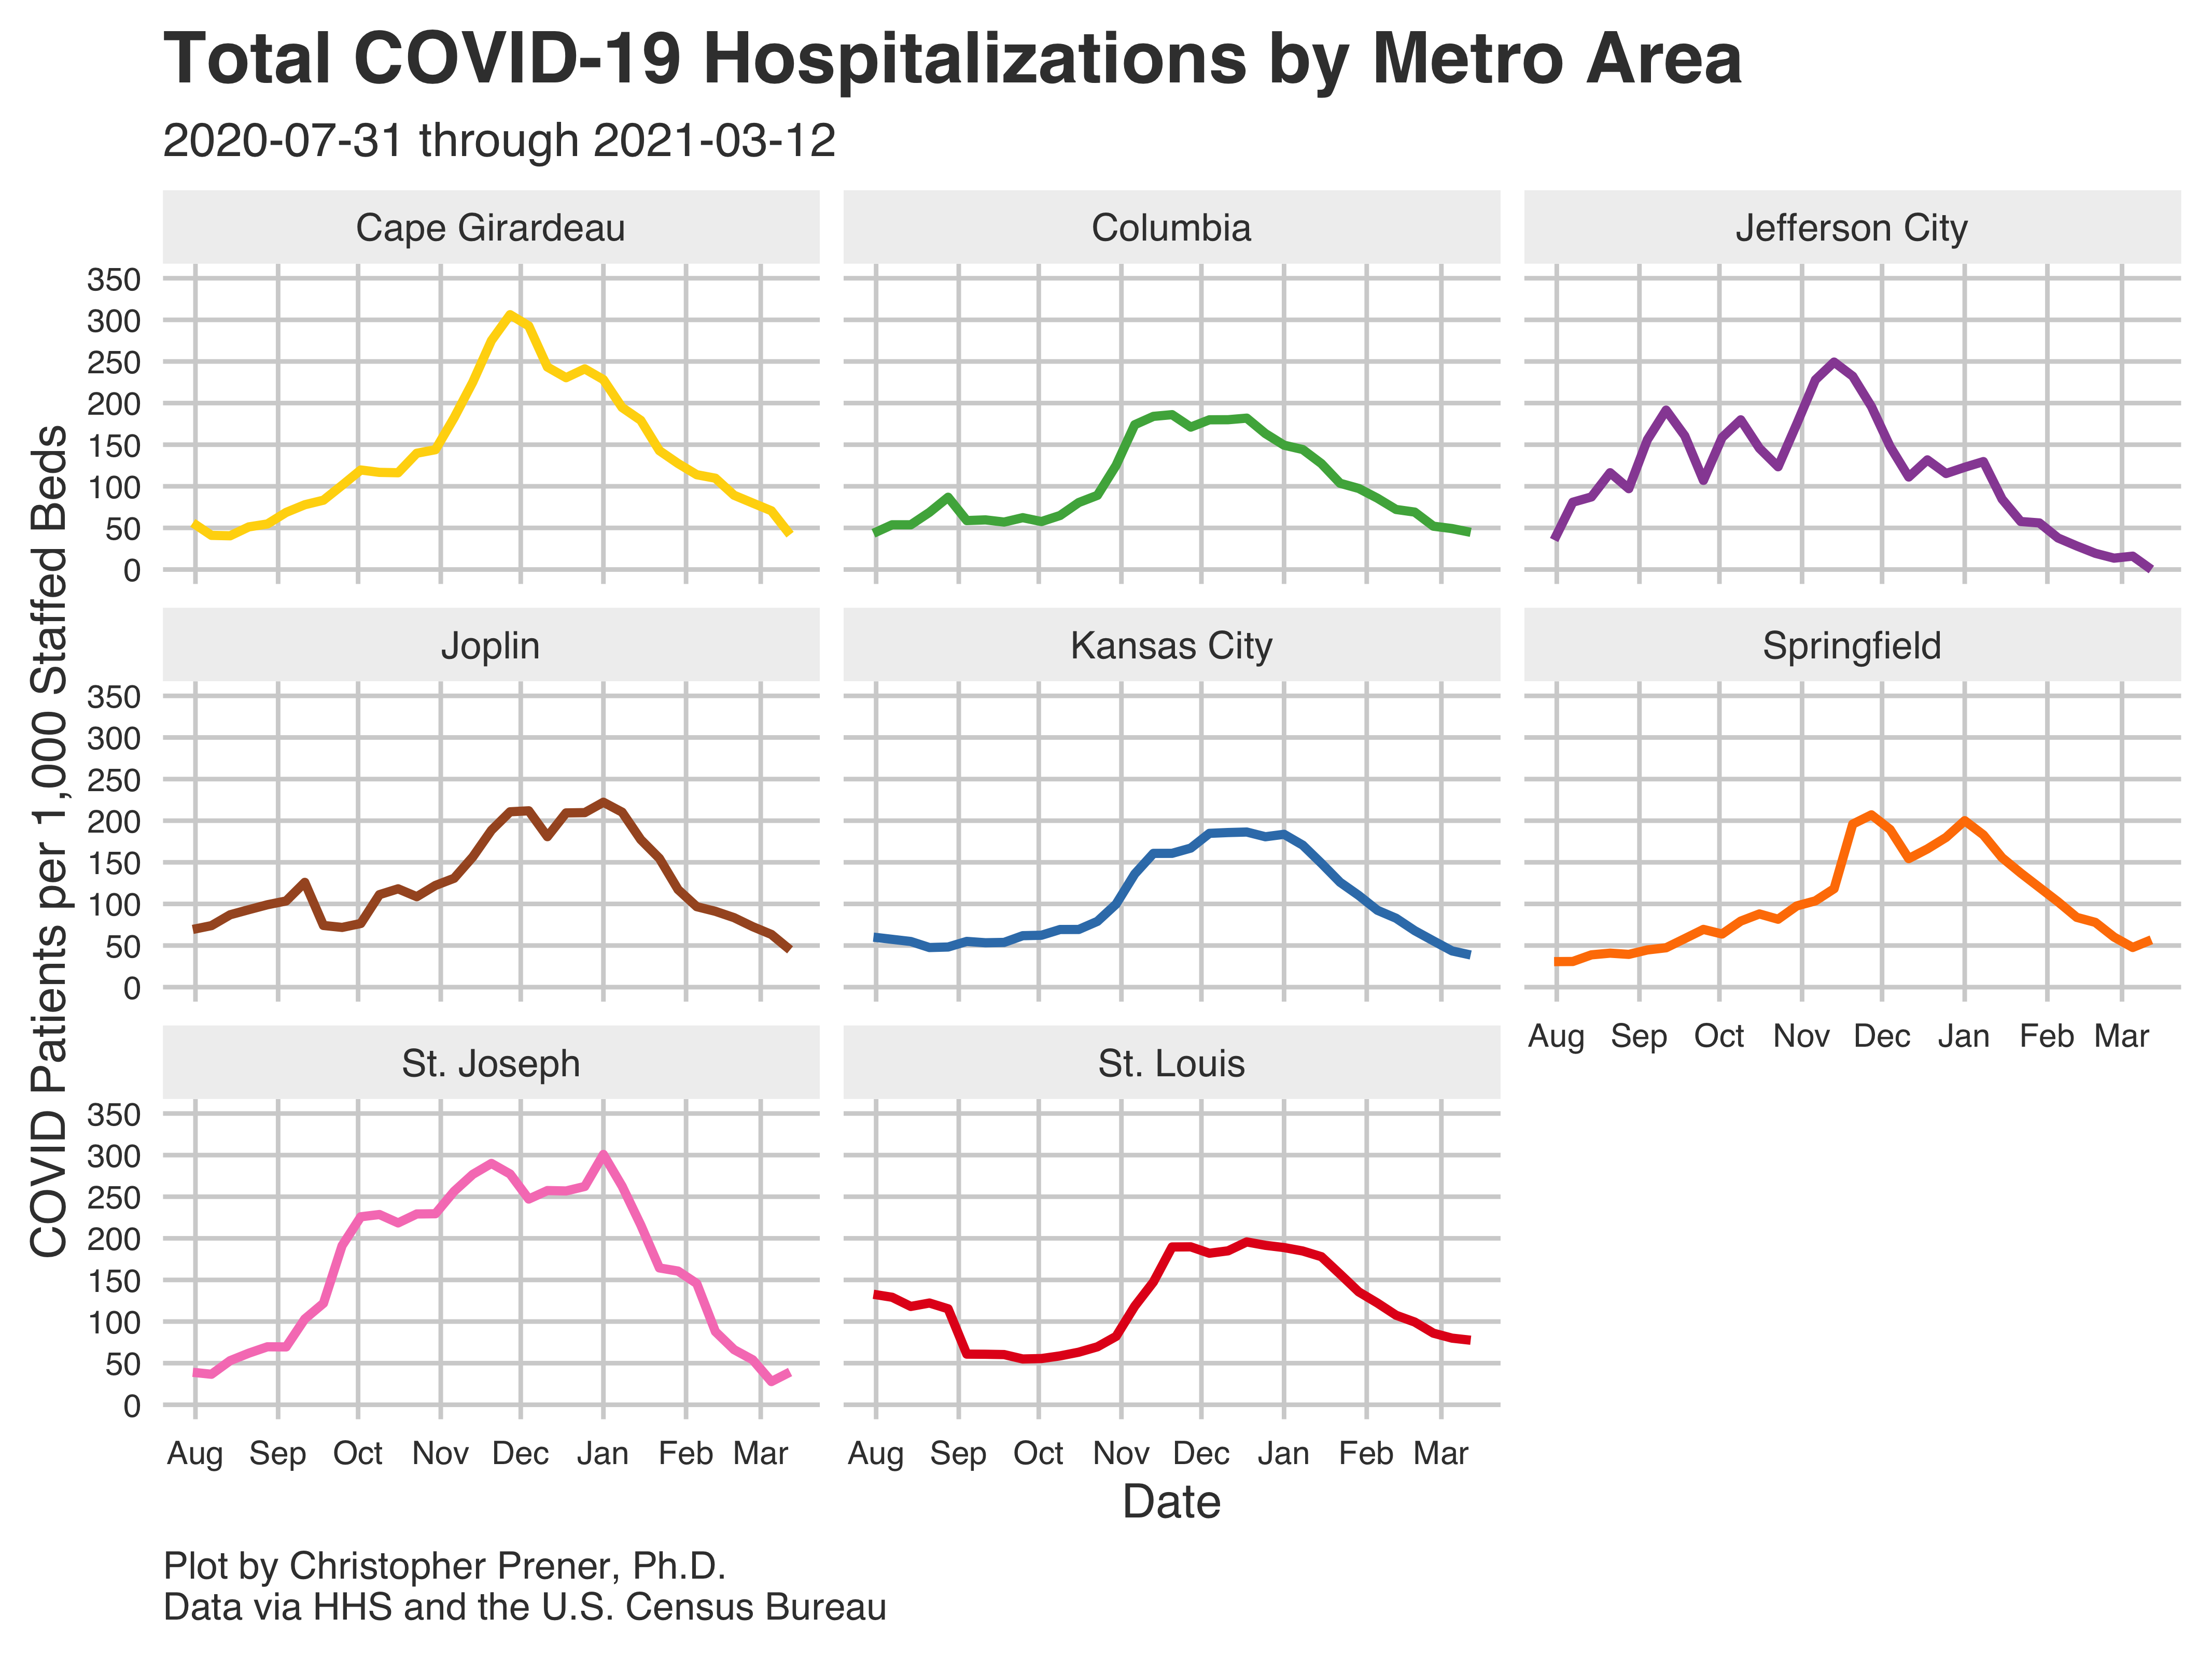 Total COVID-19 Hospitalizations by Metro Area
2020-07-31 through 2021-03-12
COVID Patients per 1,000 Staffed Beds
Cape Girardeau
Columbia
Jefferson City
350
300
250
200
150
100
50
0
Joplin
Kansas City
Springfield
350
300
250
200
150
100
50
0
Aug Sep Oct Nov Dec Jan Feb Mar
St. Joseph
St. Louis
350
300
250
200
150
100
50
0
Aug Sep Oct Nov Dec Jan Feb Mar
Aug Sep Oct Nov Dec Jan Feb Mar
Date
Plot by Christopher Prener, Ph.D.
Data via HHS and the U.S. Census Bureau